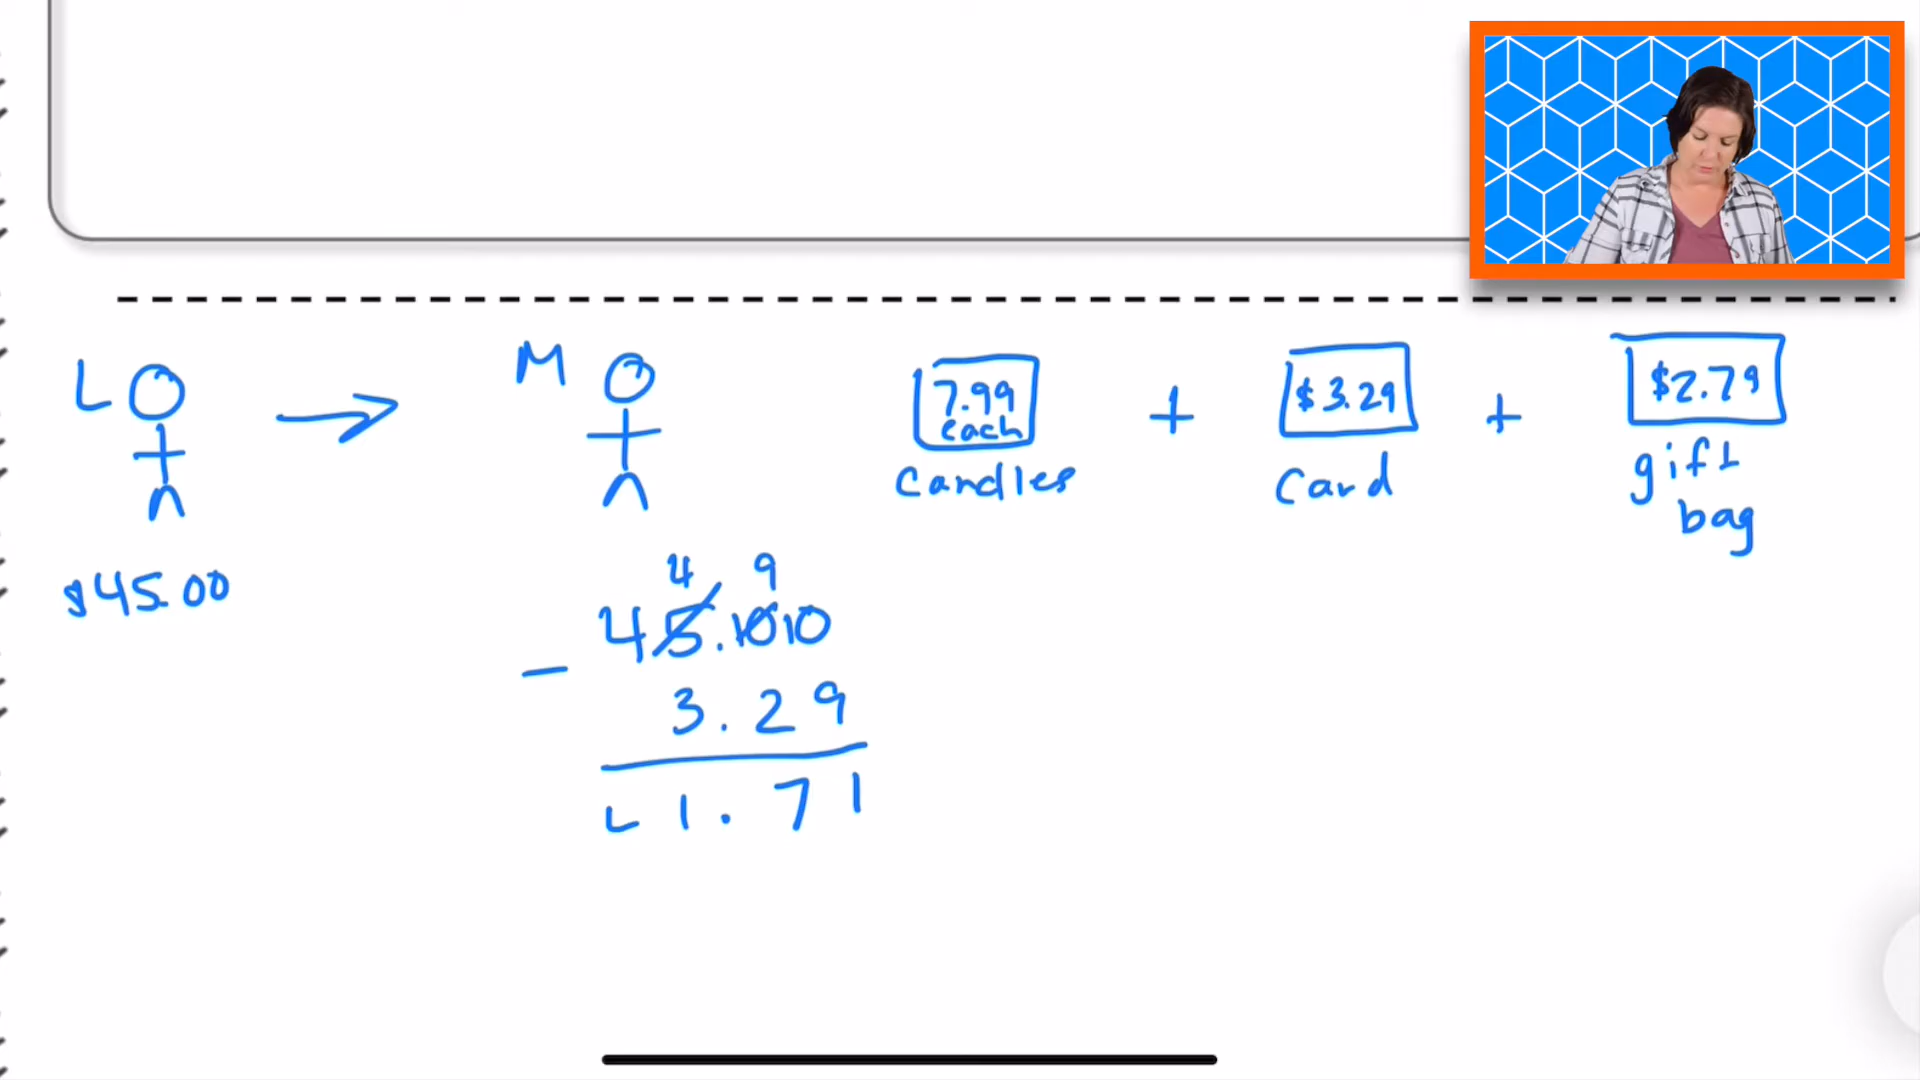 L
M
7.99
each
+
$3.29
+
$2.79
candles
card
gift
bag
$45.00
4 9
45.1010
- 3.29
1.71